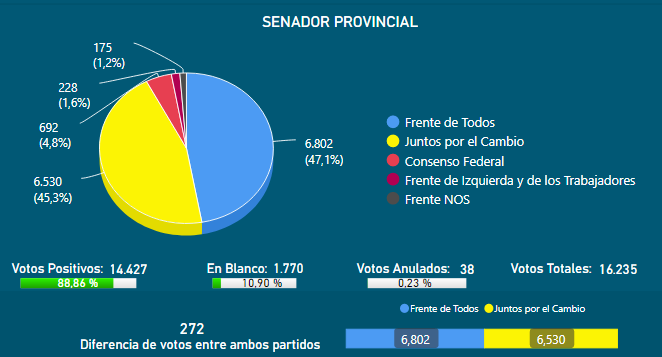 SENADOR PROVINCIAL
175
(1,2%)
228
(1,6%)
692
(4,8%)
6.530
(45,3%)
6.802
(47,1%)
Frente de Todos
Juntos por el Cambio
Consenso Federal
Frente de Izquierda y de los Trabajadores
Frente NOS
Votos Positivos: 14.427
88,86 %
En Blanco: 1.770
10,90 %
Votos Anulados: 38
0,23 %
Votos Totales: 16.235
272
Diferencia de votos entre ambos partidos
Frente de Todos Juntos por el Cambio
6,802 6,530